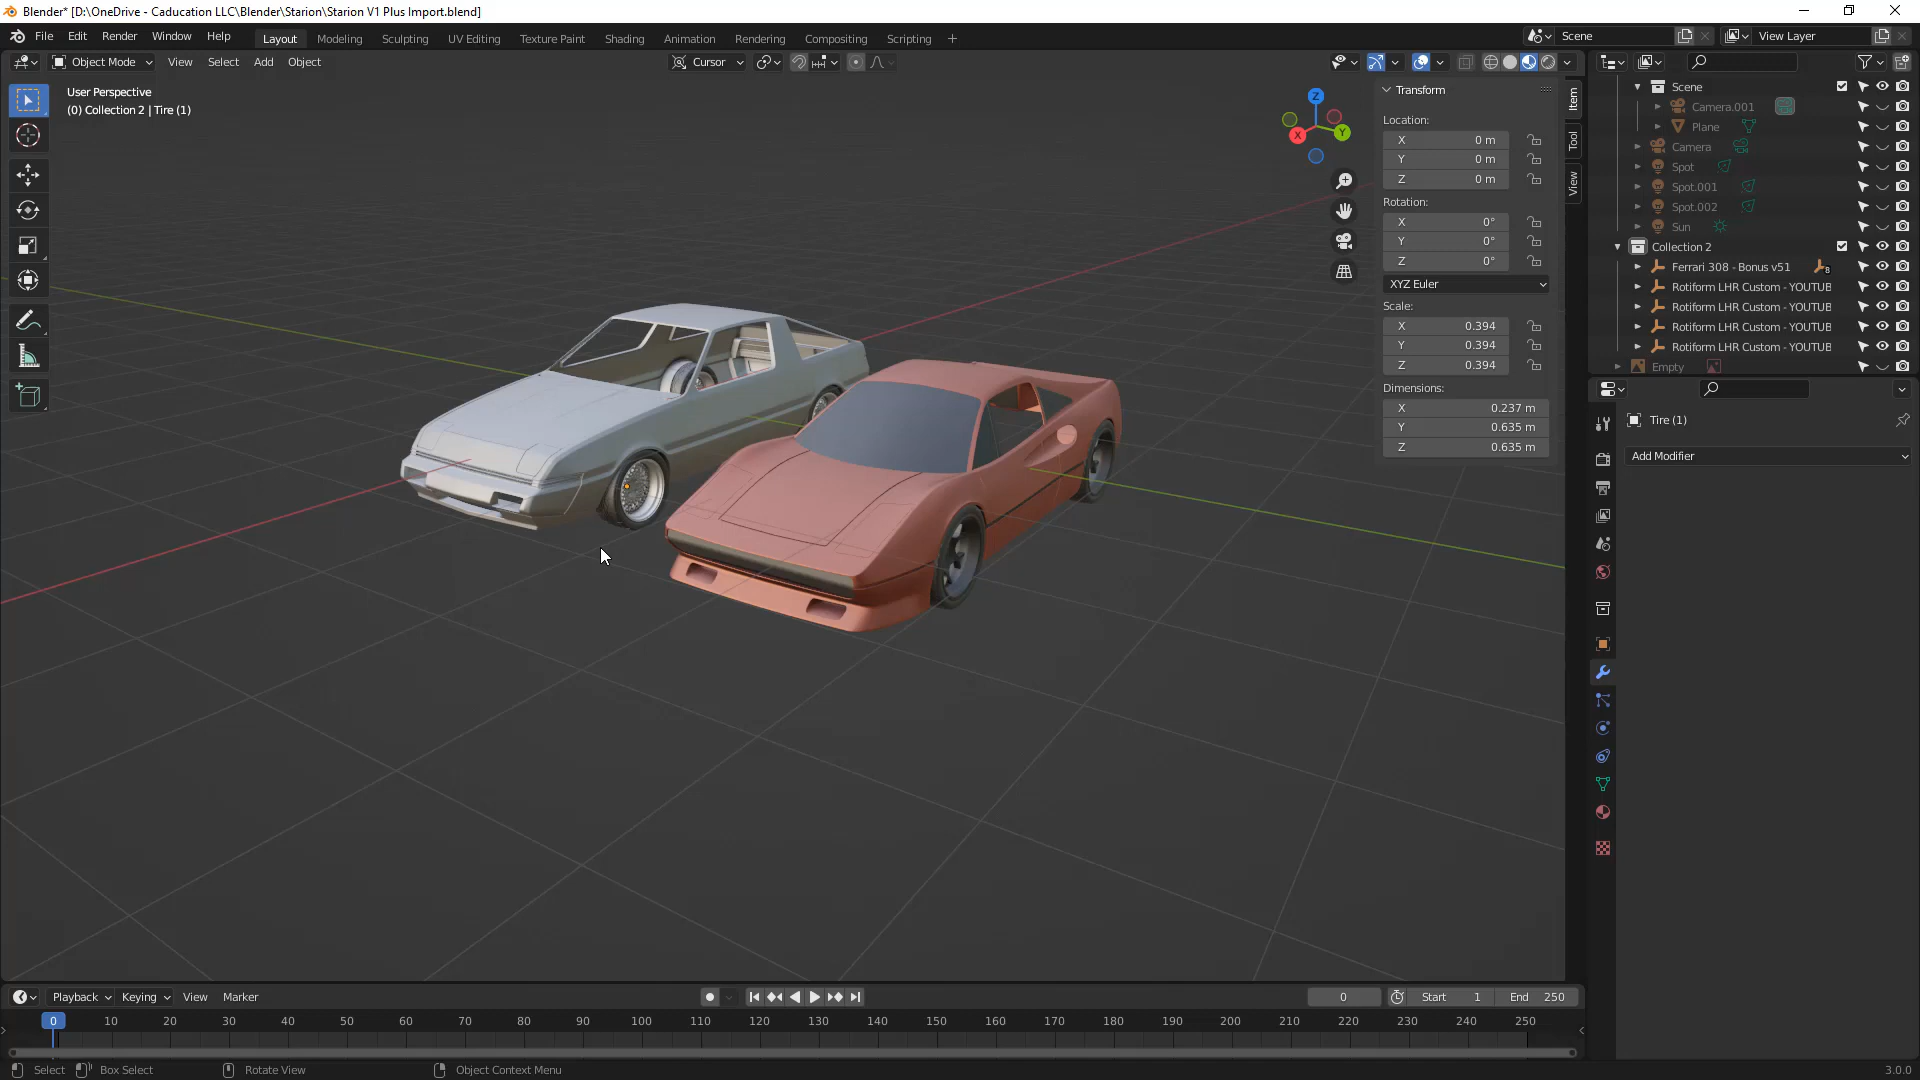 Blender* [D:\OneDrive - Caducation LLC\Blender\Starion\Starion V1 Plus Import.blend]
File Edit Render Window Help
Layout Modeling Sculpting UV Editing Texture Paint Shading Animation Rendering Compositing Scripting +
Scene
View Layer
Object Mode View Select Add Object
Cursor
User Perspective
(0) Collection 2 | Tire (1)
Z
Y
X
Transform
Location:
X 0 m
Y 0 m
Z 0 m
Rotation:
X 0°
Y 0°
Z 0°
XYZ Euler
Scale:
X 0.394
Y 0.394
Z 0.394
Dimensions:
X 0.237 m
Y 0.635 m
Z 0.635 m
Item
Tool
View
Scene
Camera.001
Plane
Camera
Spot
Spot.001
Spot.002
Sun
Collection 2
Ferrari 308 - Bonus v51 8
Rotiform LHR Custom - YOUTUB
Rotiform LHR Custom - YOUTUB
Rotiform LHR Custom - YOUTUB
Rotiform LHR Custom - YOUTUB
Empty
Tire (1)
Add Modifier
Playback Keying View Marker
0
Start 1
End 250
0 10 20 30 40 50 60 70 80 90 100 110 120 130 140 150 160 170 180 190 200 210 220 230 240 250
Select Box Select Rotate View Object Context Menu
3.0.0